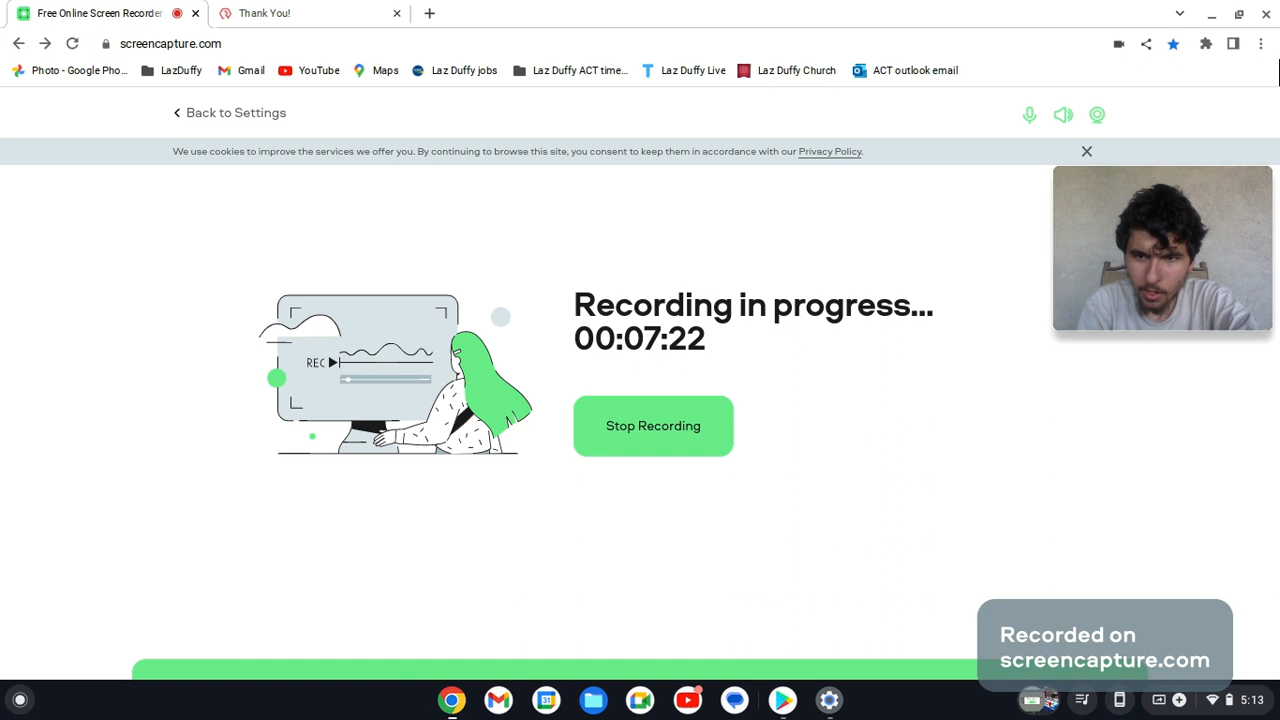 Free Online Screen Recorder
Thank You!
screencapture.com
Photo - Google Pho...
LazDuffy
Gmail
YouTube
Maps
Laz Duffy jobs
Laz Duffy ACT time...
Laz Duffy Live
Laz Duffy Church
ACT outlook email
Back to Settings
We use cookies to improve the services we offer you. By continuing to browse this site, you consent to keep them in accordance with our Privacy Policy.
REC
Recording in progress...
00:07:22
Stop Recording
Recorded on
screencapture.com
31
5:13